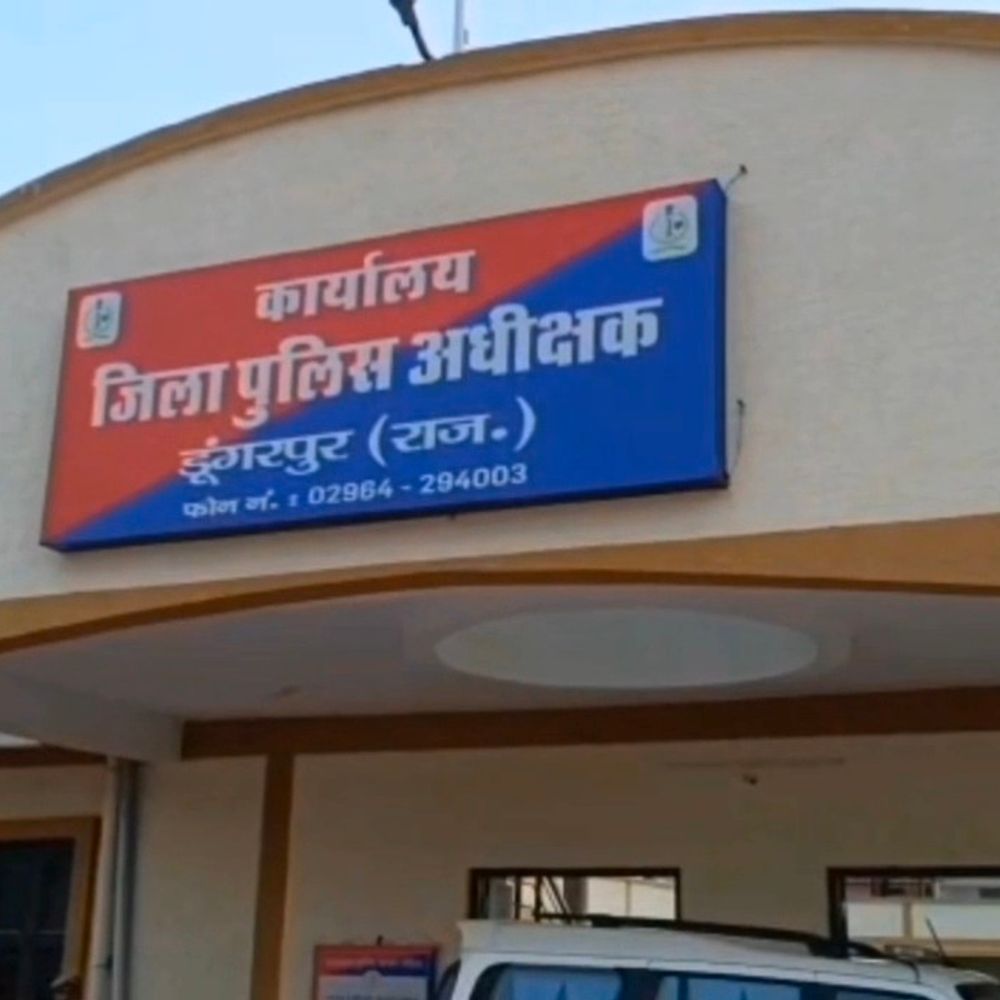 कार्यालय
जिला पुलिस अधीक्षक
डूंगरपुर (राज.)
फोन नं. : 02964 - 294003